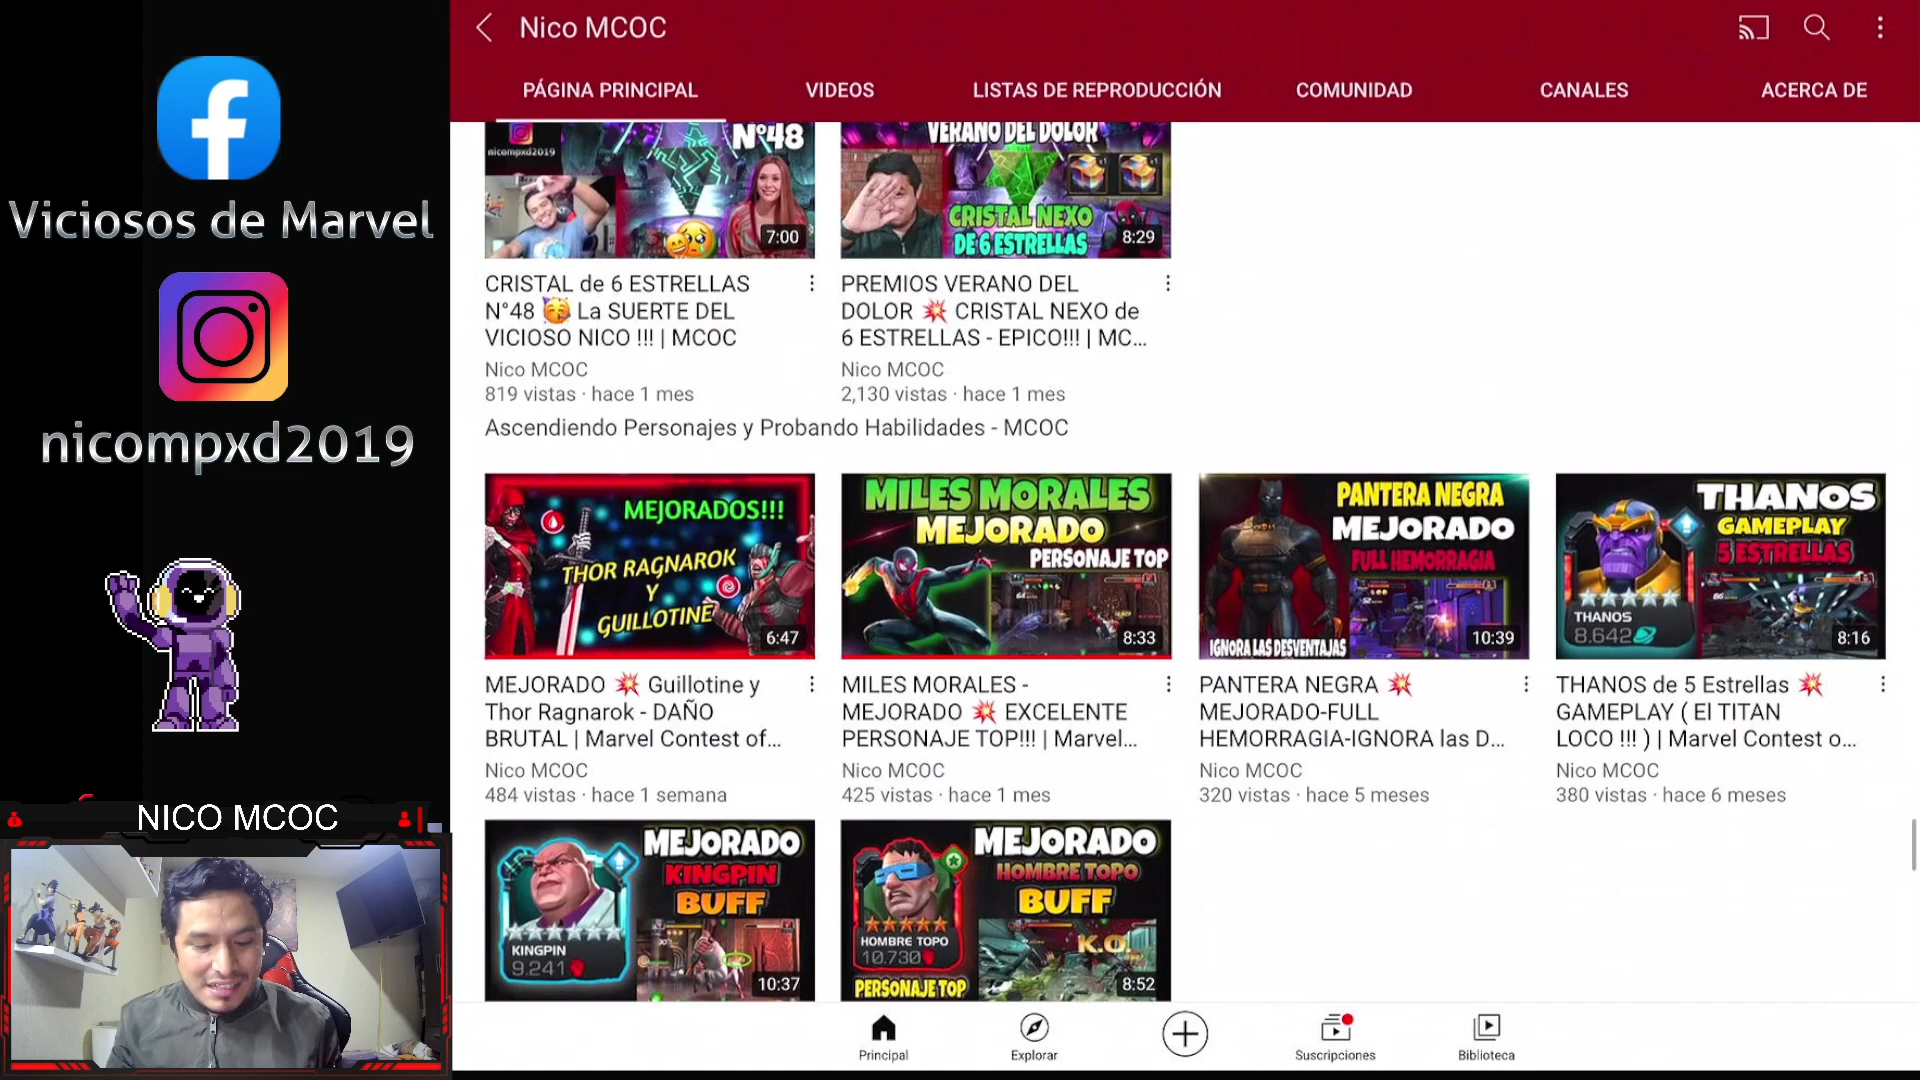 Nico MCOC
PÁGINA PRINCIPAL
VIDEOS
LISTAS DE REPRODUCCIÓN
COMUNIDAD
CANALES
ACERCA DE
Viciosos de Marvel
nicompxd2019
NICO MCOC
nicompxd2019
N°48
7:00
VERANO DEL DOLOR
CRISTAL NEXO
DE 6 ESTRELLAS
8:29
CRISTAL de 6 ESTRELLAS
N°48 🥳 La SUERTE DEL
VICIOSO NICO !!! | MCOC
Nico MCOC
819 vistas · hace 1 mes
PREMIOS VERANO DEL
DOLOR 💥 CRISTAL NEXO de
6 ESTRELLAS - EPICO!!! | MC...
Nico MCOC
2,130 vistas · hace 1 mes
Ascendiendo Personajes y Probando Habilidades - MCOC
MEJORADOS!!!
THOR RAGNAROK
Y
GUILLOTINE
6:47
MILES MORALES
MEJORADO
PERSONAJE TOP
8:33
PANTERA NEGRA
MEJORADO
FULL HEMORRAGIA
IGNORA LAS DESVENTAJAS
10:39
THANOS
GAMEPLAY
5 ESTRELLAS
THANOS
8.642
8:16
MEJORADO 💥 Guillotine y
Thor Ragnarok - DAÑO
BRUTAL | Marvel Contest of...
Nico MCOC
484 vistas · hace 1 semana
MILES MORALES -
MEJORADO 💥 EXCELENTE
PERSONAJE TOP!!! | Marvel...
Nico MCOC
425 vistas · hace 1 mes
PANTERA NEGRA 💥
MEJORADO-FULL
HEMORRAGIA-IGNORA las D...
Nico MCOC
320 vistas · hace 5 meses
THANOS de 5 Estrellas 💥
GAMEPLAY ( El TITAN
LOCO !!! ) | Marvel Contest o...
Nico MCOC
380 vistas · hace 6 meses
MEJORADO
KINGPIN
BUFF
KINGPIN
9.241
10:37
MEJORADO
HOMBRE TOPO
BUFF
HOMBRE TOPO
10.730
K.O.
PERSONAJE TOP
8:52
Principal
Explorar
Suscripciones
Biblioteca